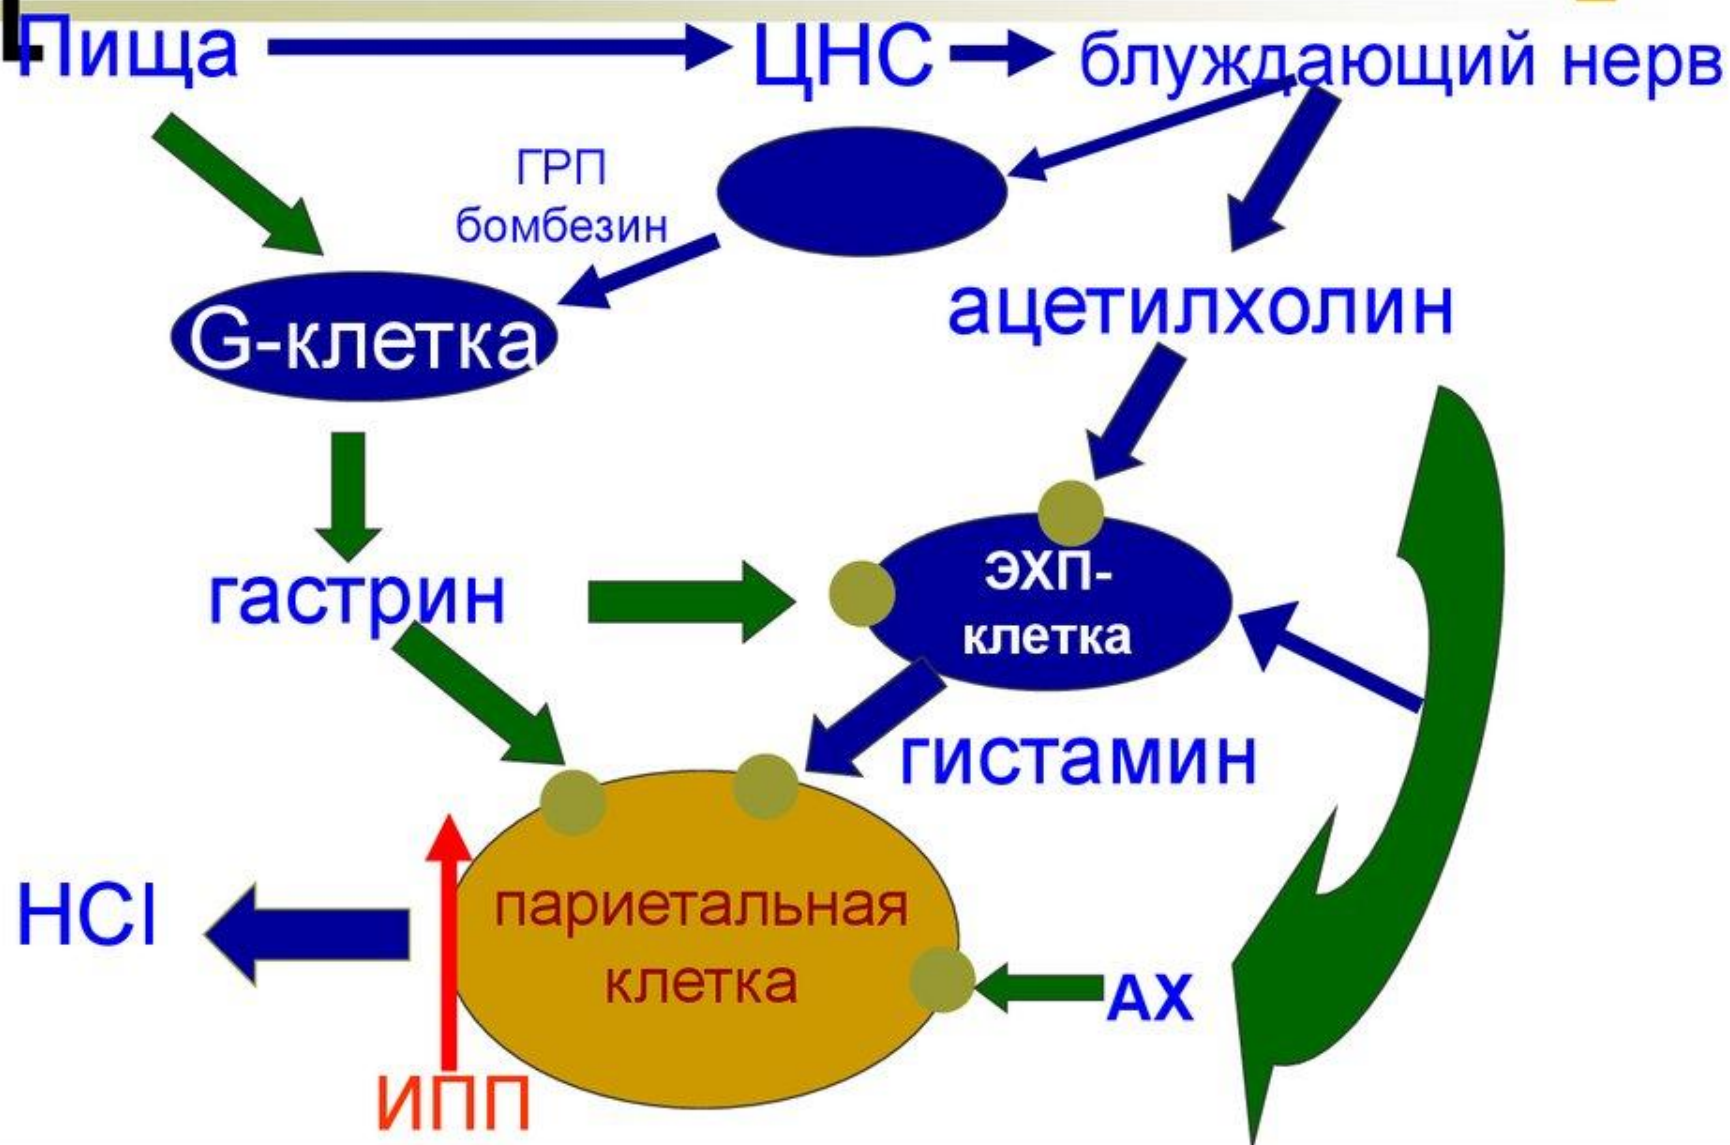 Пища
ЦНС
блуждающий нерв
ГРП
бомбезин
G-клетка
ацетилхолин
гастрин
ЭХП-
клетка
гистамин
HCl
париетальная
клетка
АХ
ИПП